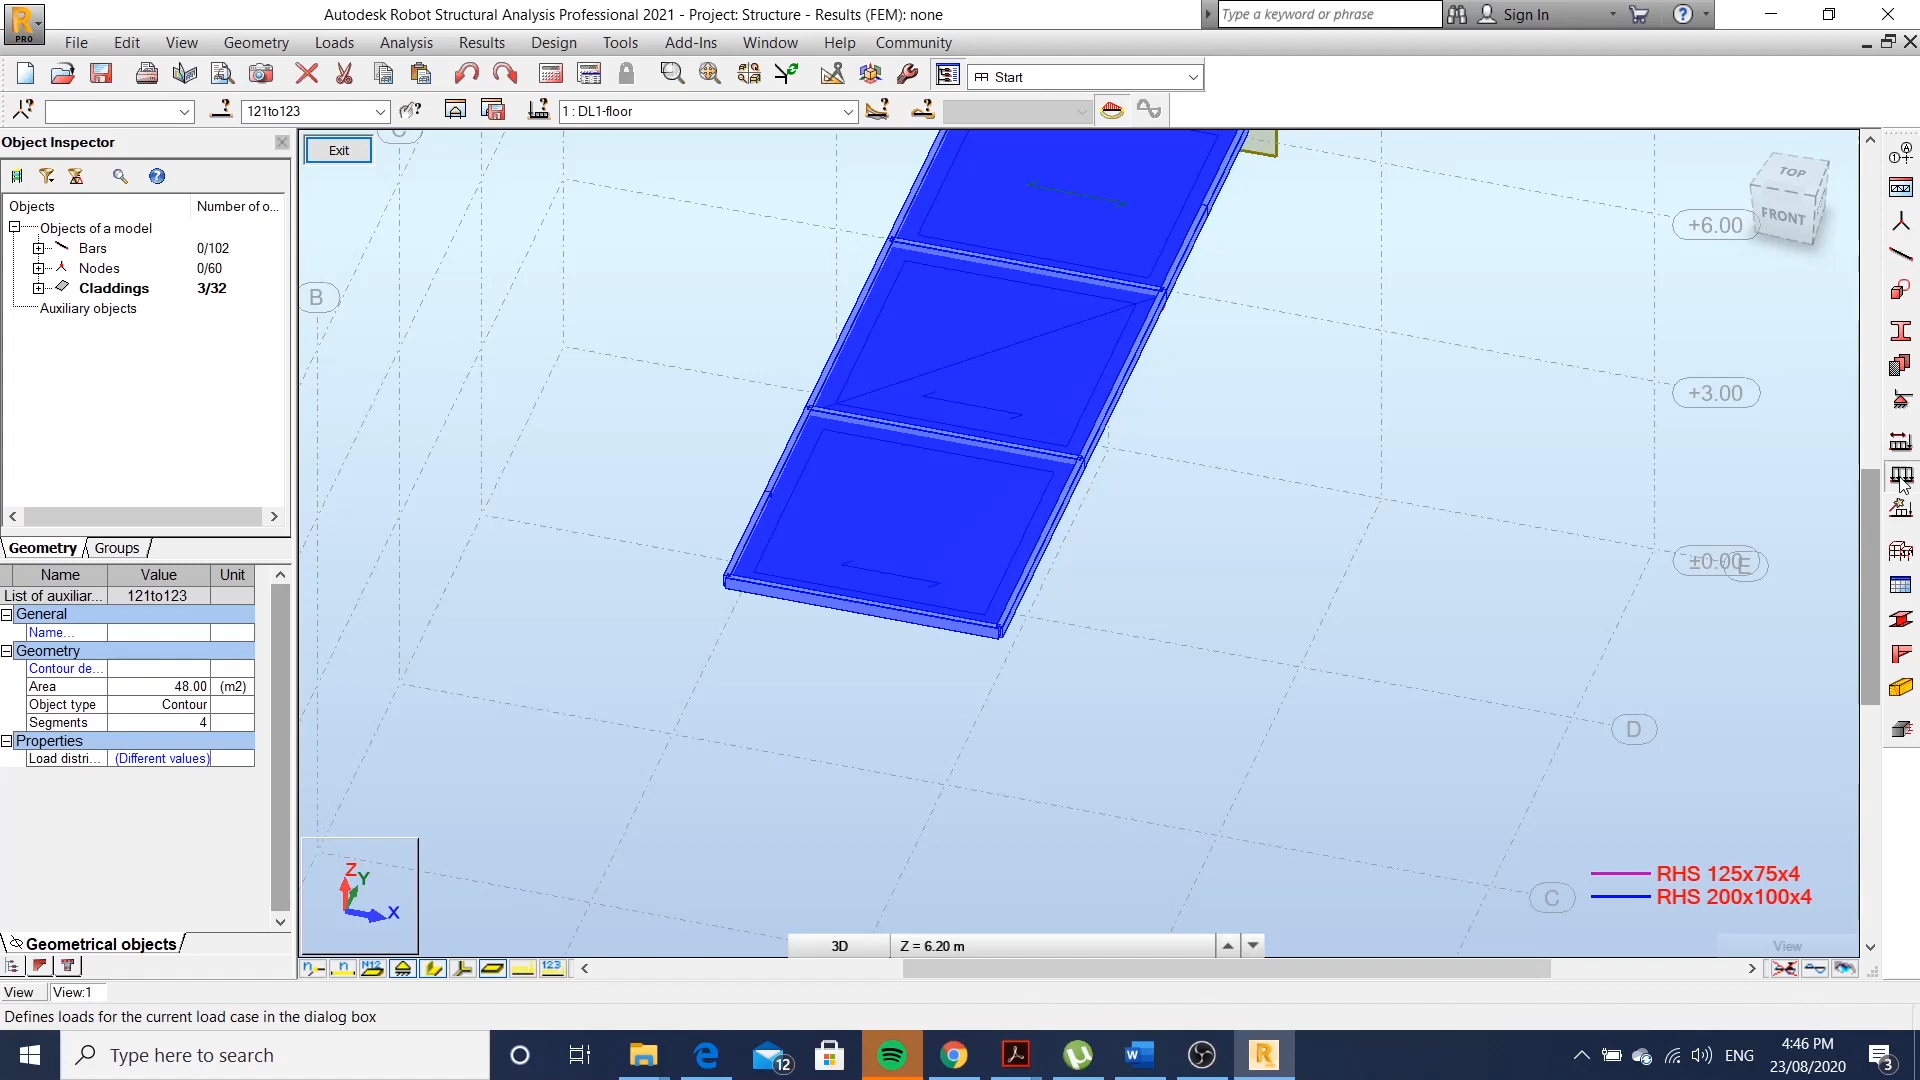 Autodesk Robot Structural Analysis Professional 2021 - Project: Structure - Results (FEM): none
Type a keyword or phrase
Sign In
PRO
File Edit View Geometry Loads Analysis Results Design Tools Add-Ins Window Help Community
Start
121to123
1 : DL1-floor
Object Inspector
Exit
Objects Number of o...
Objects of a model
Bars 0/102
Nodes 0/60
Claddings 3/32
Auxiliary objects
Geometry Groups
Name Value Unit
List of auxiliar... 121to123
General
Name...
Geometry
Contour de...
Area 48.00 (m2)
Object type Contour
Segments 4
Properties
Load distri... (Different values)
Geometrical objects
B
TOP
FRONT
+6.00
+3.00
±0.00
E
D
C
RHS 125x75x4
RHS 200x100x4
Z
Y
X
3D Z = 6.20 m
View
View View:1
Defines loads for the current load case in the dialog box
Type here to search
12
ENG
4:46 PM
23/08/2020
3